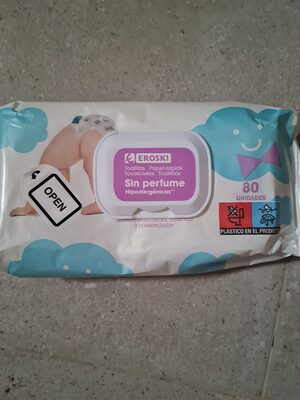 EROSKI
Toallitas Paper-zapiak
Tovalloletes Toalliñas
Sin perfume
Hipoalergénicas
80
UNIDADES
OPEN
PLÁSTICO EN EL PRODUCTO